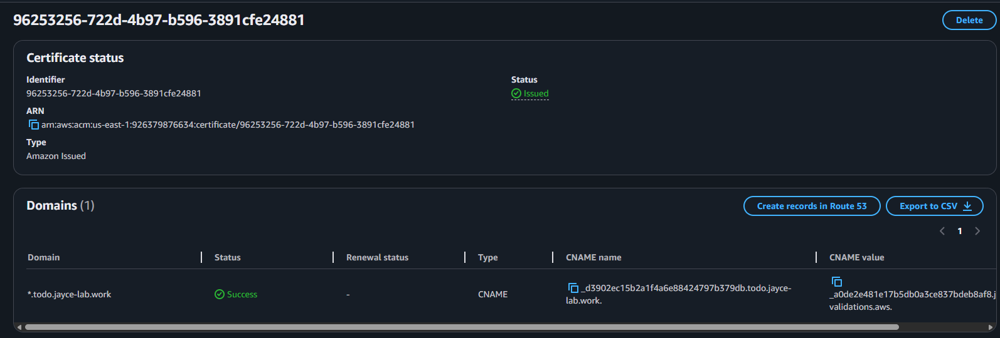 96253256-722d-4b97-b596-3891cfe24881
Delete
Certificate status
Identifier
96253256-722d-4b97-b596-3891cfe24881
Status
Issued
ARN
arn:aws:acm:us-east-1:926379876634:certificate/96253256-722d-4b97-b596-3891cfe24881
Type
Amazon Issued
Domains (1)
Create records in Route 53
Export to CSV
1
Domain
Status
Renewal status
Type
CNAME name
CNAME value
*.todo.jayce-lab.work
Success
-
CNAME
_d3902ec15b2a1f4a6e88424797b379db.todo.jayce-
lab.work.
_a0de2e481e17b5db0a3ce837bdeb8af8.j
validations.aws.